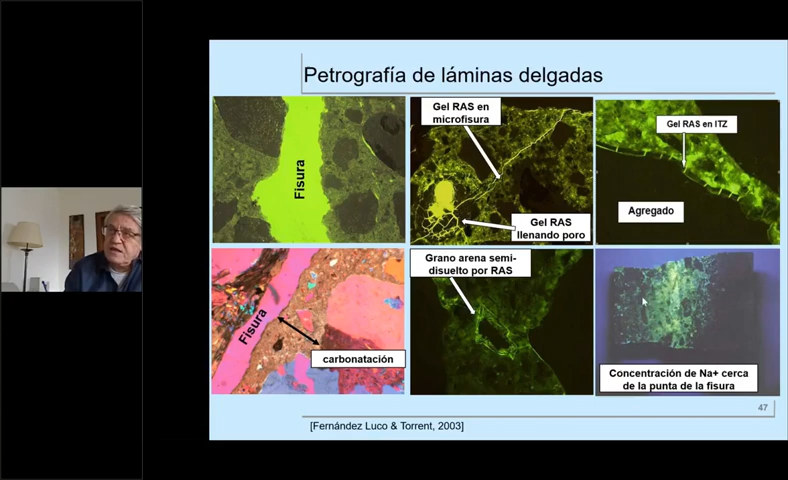 Petrografía de láminas delgadas
Fisura
Gel RAS en
microfisura
Gel RAS
llenando poro
Gel RAS en ITZ
Agregado
Fisura
carbonatación
Grano arena semi-
disuelto por RAS
Concentración de Na+ cerca
de la punta de la fisura
47
[Fernández Luco & Torrent, 2003]